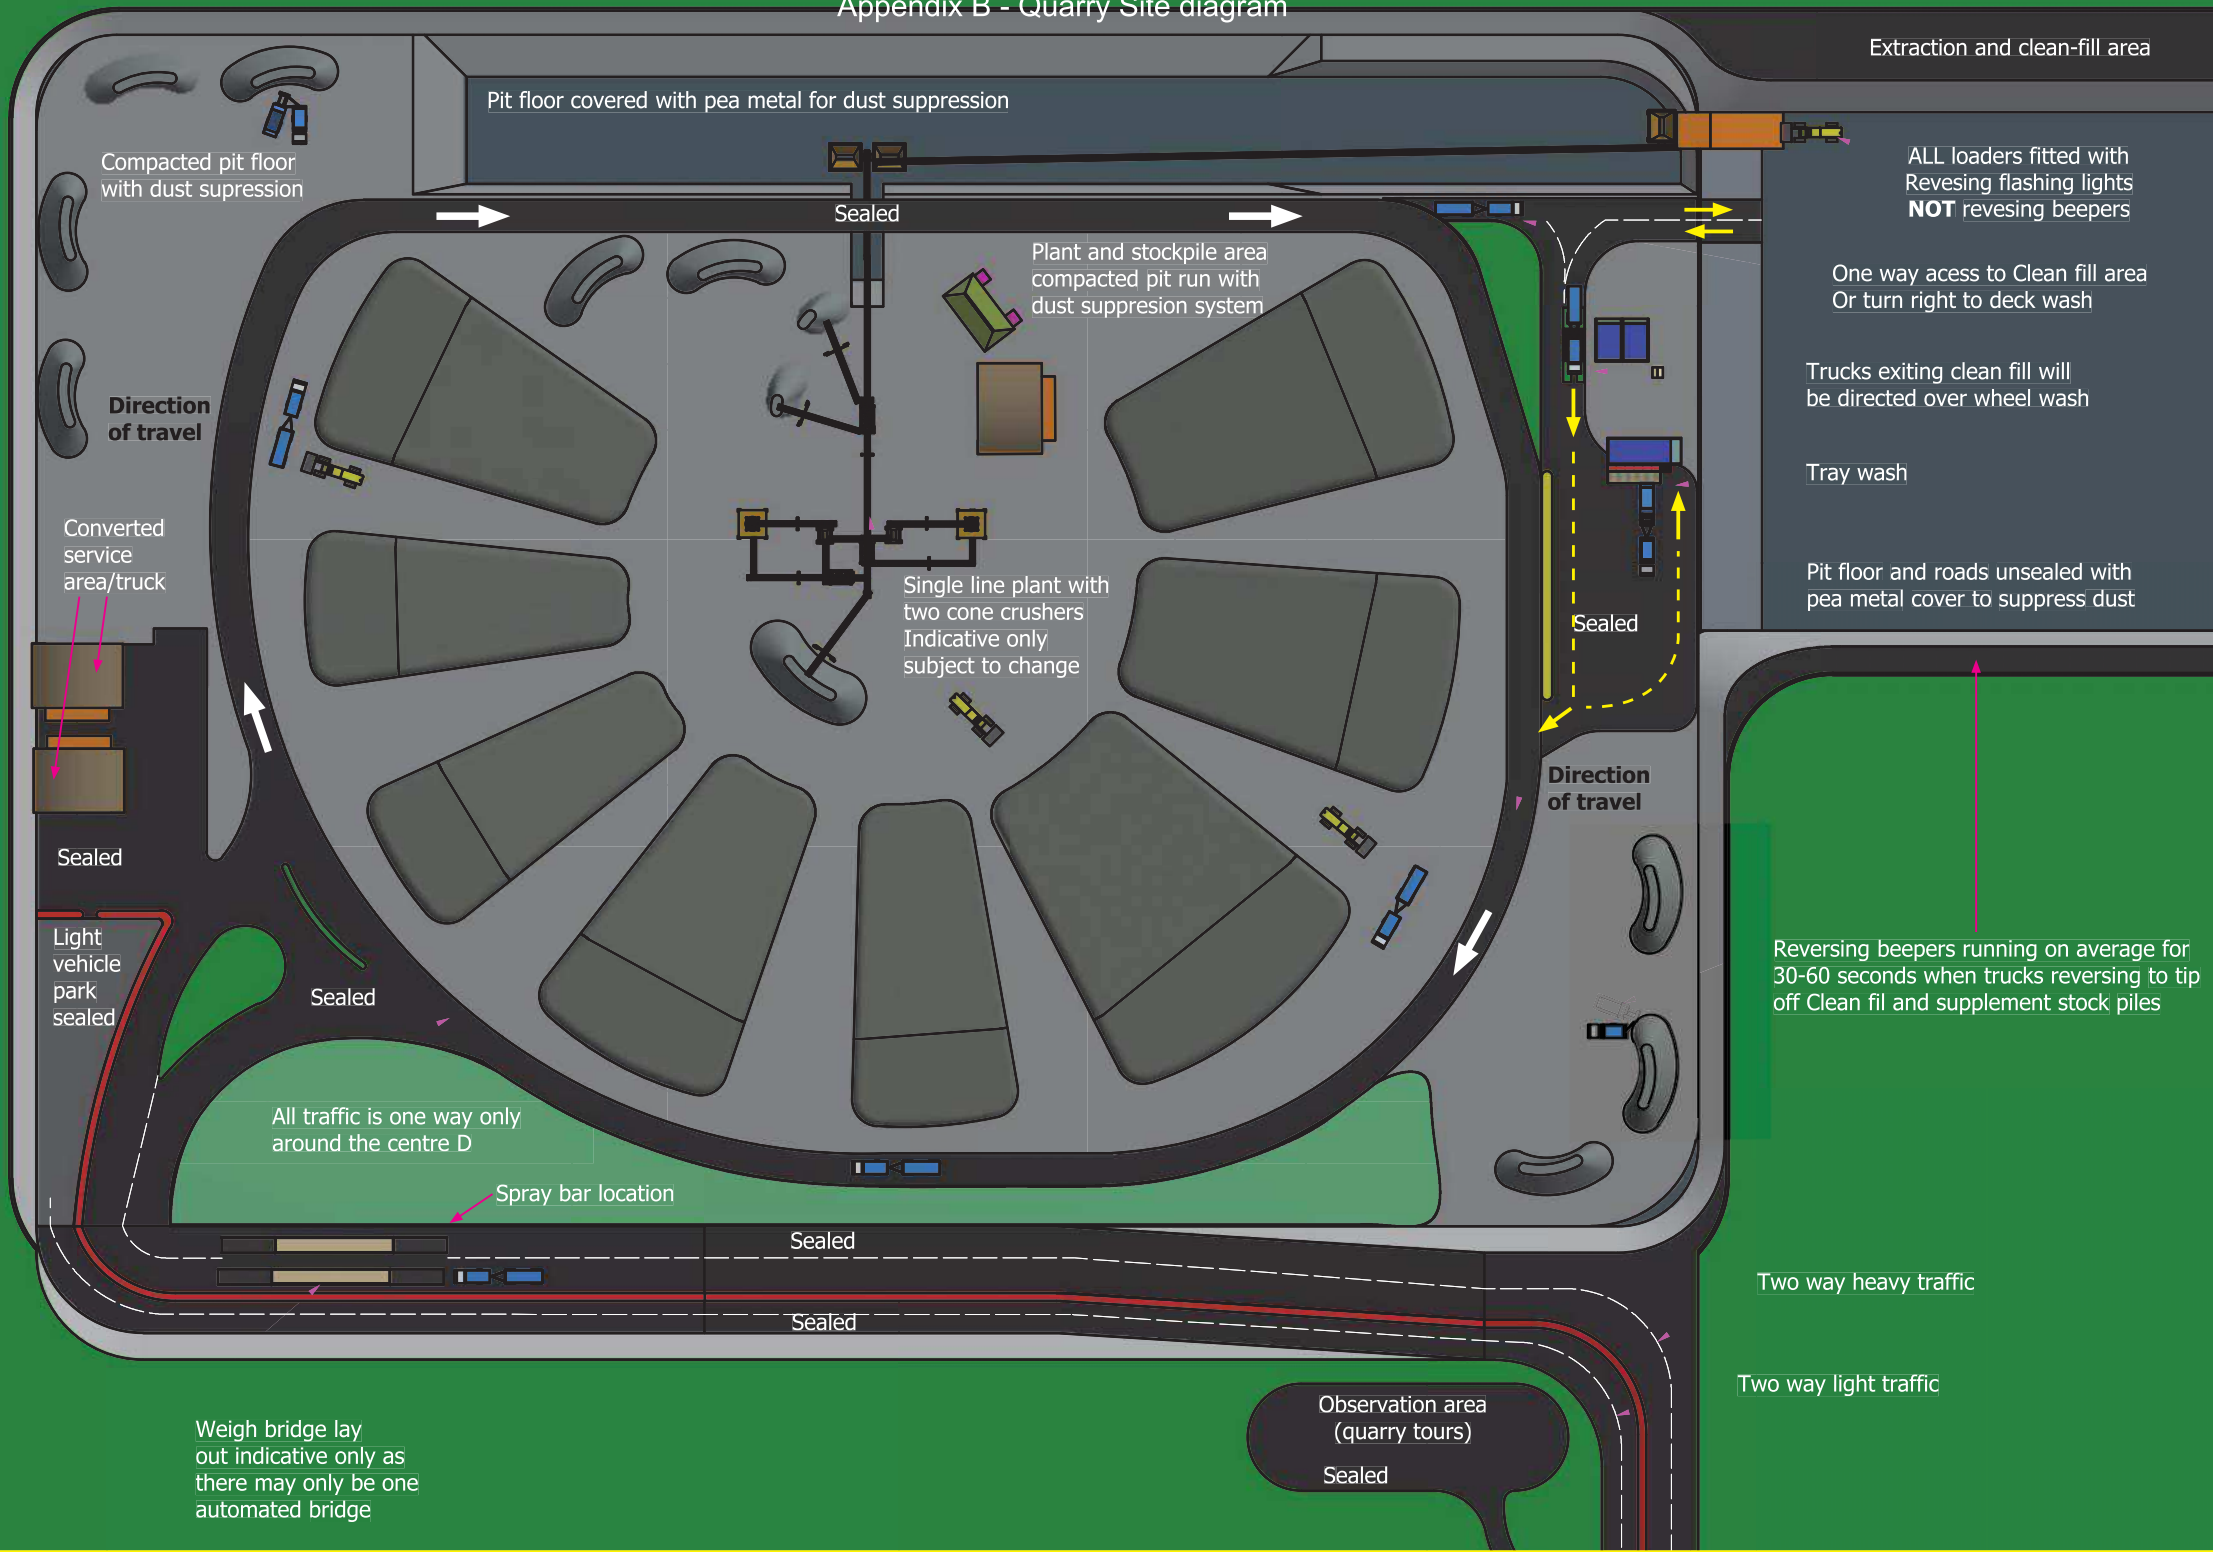 Appendix B - Quarry Site diagram
Extraction and clean-fill area
Pit floor covered with pea metal for dust suppression
Compacted pit floor
with dust supression
ALL loaders fitted with
Revesing flashing lights
NOT revesing beepers
Sealed
Plant and stockpile area
compacted pit run with
dust suppresion system
One way acess to Clean fill area
Or turn right to deck wash
Trucks exiting clean fill will
be directed over wheel wash
Direction
of travel
Tray wash
Converted
service
area/truck
Single line plant with
two cone crushers
Indicative only
subject to change
Pit floor and roads unsealed with
pea metal cover to suppress dust
Sealed
Direction
of travel
Sealed
Light
vehicle
park
sealed
Sealed
Reversing beepers running on average for
30-60 seconds when trucks reversing to tip
off Clean fil and supplement stock piles
All traffic is one way only
around the centre D
Spray bar location
Sealed
Sealed
Two way heavy traffic
Two way light traffic
Observation area
(quarry tours)
Sealed
Weigh bridge lay
out indicative only as
there may only be one
automated bridge